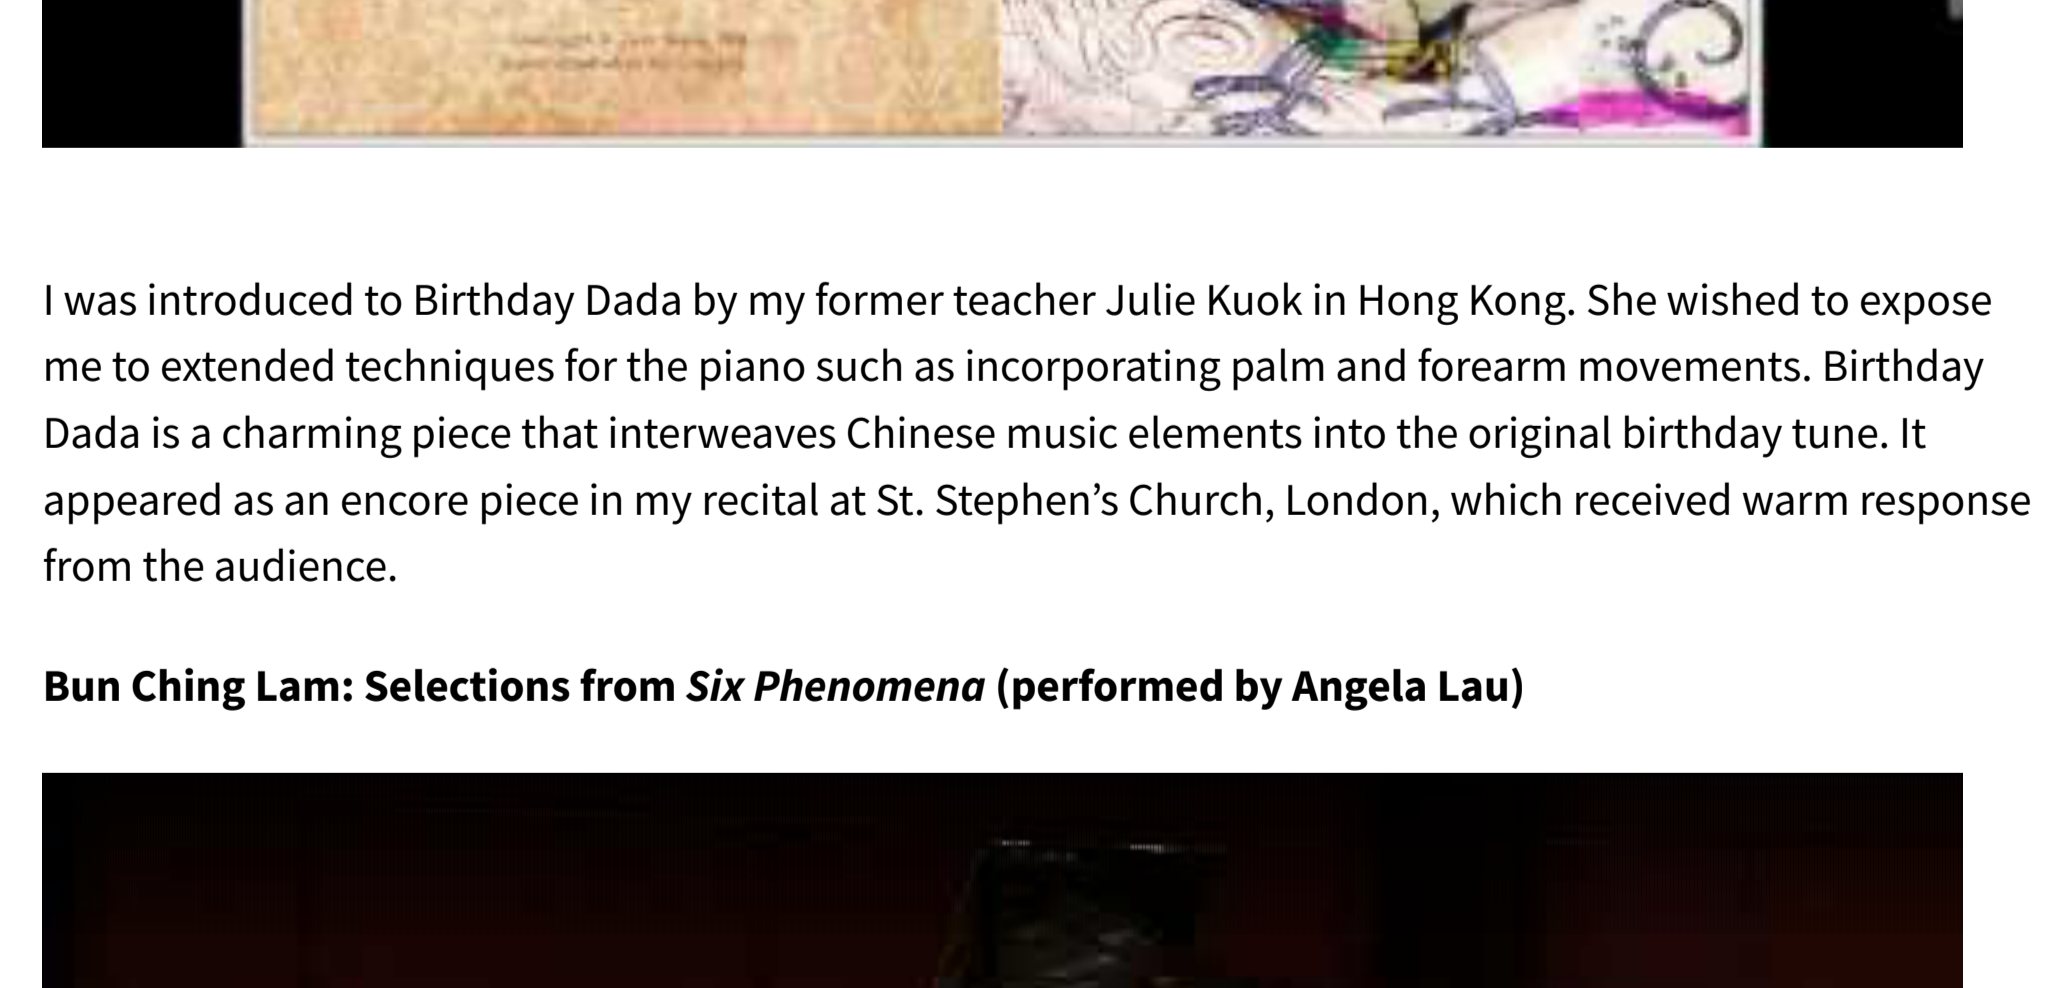 I was introduced to Birthday Dada by my former teacher Julie Kuok in Hong Kong. She wished to expose
me to extended techniques for the piano such as incorporating palm and forearm movements. Birthday
Dada is a charming piece that interweaves Chinese music elements into the original birthday tune. It
appeared as an encore piece in my recital at St. Stephen’s Church, London, which received warm response
from the audience.
Bun Ching Lam: Selections from Six Phenomena (performed by Angela Lau)